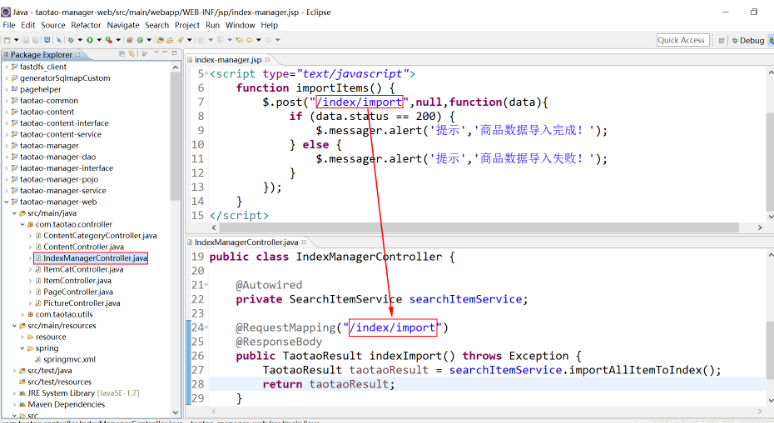 Java - taotao-manager-web/src/main/webapp/WEB-INF/jsp/index-manager.jsp - Eclipse
File Edit Source Refactor Navigate Search Project Run Window Help
Quick Access
Debug
Package Explorer
fastdfs_client
generatorSqlmapCustom
pagehelper
taotao-common
taotao-content
taotao-content-interface
taotao-content-service
taotao-manager
taotao-manager-dao
taotao-manager-interface
taotao-manager-pojo
taotao-manager-service
taotao-manager-web
src/main/java
com.taotao.controller
ContentCategoryController.java
ContentController.java
IndexManagerController.java
ItemCatController.java
ItemController.java
PageController.java
PictureController.java
com.taotao.utils
src/main/resources
resource
spring
springmvc.xml
src/test/java
src/test/resources
JRE System Library [JavaSE-1.7]
Maven Dependencies
src
index-manager.jsp
5 <script type="text/javascript">
6 function importItems() {
7 $.post("/index/import",null,function(data){
8 if (data.status == 200) {
9 $.messager.alert('提示','商品数据导入完成！');
10 } else {
11 $.messager.alert('提示','商品数据导入失败！');
12 }
13 });
14 }
15 </script>
IndexManagerController.java
19 public class IndexManagerController {
20
21 @Autowired
22 private SearchItemService searchItemService;
23
24 @RequestMapping("/index/import")
25 @ResponseBody
26 public TaotaoResult indexImport() throws Exception {
27 TaotaoResult taotaoResult = searchItemService.importAllItemToIndex();
28 return taotaoResult;
29 }